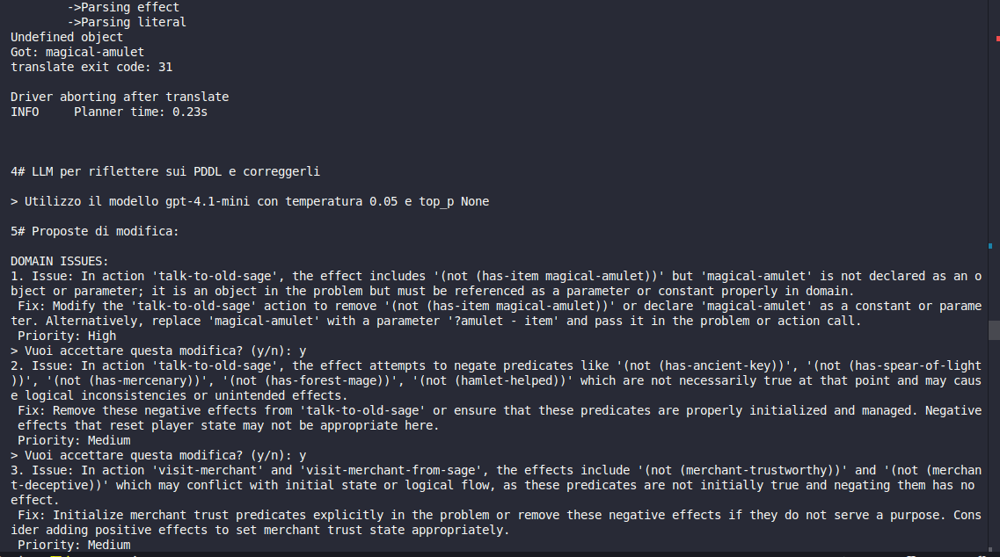 ->Parsing effect
->Parsing literal
Undefined object
Got: magical-amulet
translate exit code: 31
Driver aborting after translate
INFO     Planner time: 0.23s
4# LLM per riflettere sui PDDL e correggerli
> Utilizzo il modello gpt-4.1-mini con temperatura 0.05 e top_p None
5# Proposte di modifica:
DOMAIN ISSUES:
1. Issue: In action 'talk-to-old-sage', the effect includes '(not (has-item magical-amulet))' but 'magical-amulet' is not declared as an o
bject or parameter; it is an object in the problem but must be referenced as a parameter or constant properly in domain.
 Fix: Modify the 'talk-to-old-sage' action to remove '(not (has-item magical-amulet))' or declare 'magical-amulet' as a constant or parame
ter. Alternatively, replace 'magical-amulet' with a parameter '?amulet - item' and pass it in the problem or action call.
 Priority: High
> Vuoi accettare questa modifica? (y/n): y
2. Issue: In action 'talk-to-old-sage', the effect attempts to negate predicates like '(not (has-ancient-key))', '(not (has-spear-of-light
))', '(not (has-mercenary))', '(not (has-forest-mage))', '(not (hamlet-helped))' which are not necessarily true at that point and may caus
e logical inconsistencies or unintended effects.
 Fix: Remove these negative effects from 'talk-to-old-sage' or ensure that these predicates are properly initialized and managed. Negative
 effects that reset player state may not be appropriate here.
 Priority: Medium
> Vuoi accettare questa modifica? (y/n): y
3. Issue: In action 'visit-merchant' and 'visit-merchant-from-sage', the effects include '(not (merchant-trustworthy))' and '(not (merchan
t-deceptive))' which may conflict with initial state or logical flow, as these predicates are not initially true and negating them has no
effect.
 Fix: Initialize merchant trust predicates explicitly in the problem or remove these negative effects if they do not serve a purpose. Cons
ider adding positive effects to set merchant trust state appropriately.
 Priority: Medium